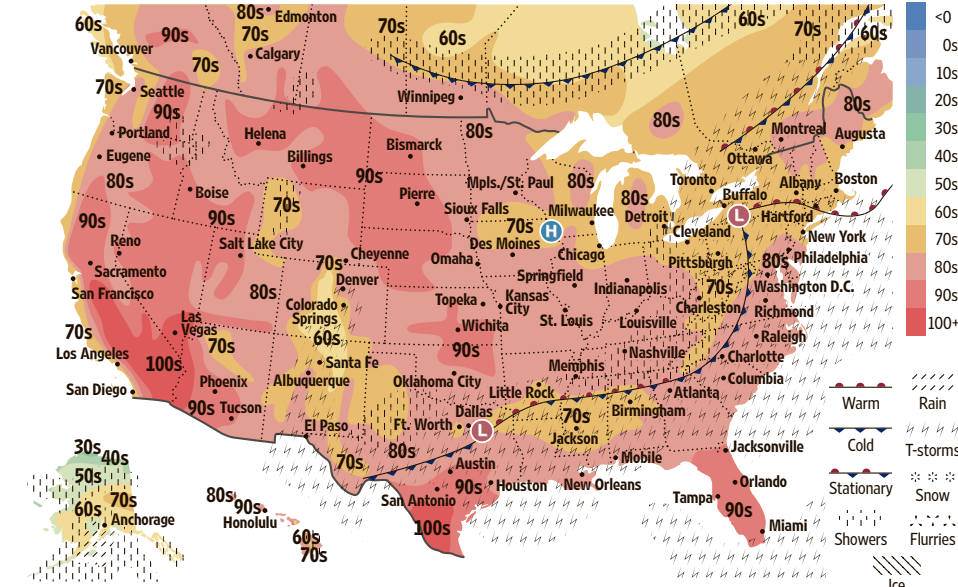 60s
80s
Edmonton
90s
70s
70s
60s
60s
70s
60s
Vancouver
Calgary
70s
70s
Seattle
Winnipeg
90s
Portland
Helena
80s
80s
80s
Montreal
Augusta
Eugene
Billings
Bismarck
Ottawa
80s
Boise
90s
Pierre
Mpls./St. Paul
80s
Toronto
Albany
Boston
90s
90s
70s
Sioux Falls
80s
Buffalo
Reno
Salt Lake City
70s
H
Milwaukee
Detroit
L
Hartford
Sacramento
Cheyenne
Omaha
Des Moines
Chicago
Cleveland
New York
70s
Denver
Springfield
Pittsburgh
80s
Philadelphia
San Francisco
80s
Colorado
Springs
Topeka
Kansas
City
Indianapolis
70s
Washington D.C.
Charleston
Richmond
70s
Las
Vegas
70s
60s
Wichita
St. Louis
Louisville
Raleigh
Los Angeles
100s
Santa Fe
90s
Nashville
Charlotte
San Diego
Phoenix
Albuquerque
Oklahoma City
Memphis
Columbia
90s
Tucson
Little Rock
Atlanta
El Paso
Dallas
Ft. Worth
L
70s
Jackson
Birmingham
70s
80s
Austin
Mobile
Jacksonville
San Antonio
90s
Houston
New Orleans
Orlando
Tampa
90s
100s
Miami
30s
40s
50s
70s
60s
Anchorage
80s
90s
Honolulu
60s
70s
<0
0s
10s
20s
30s
40s
50s
60s
70s
80s
90s
100+
Warm
Rain
Cold
T-storms
Stationary
Snow
Showers
Flurries
Ice